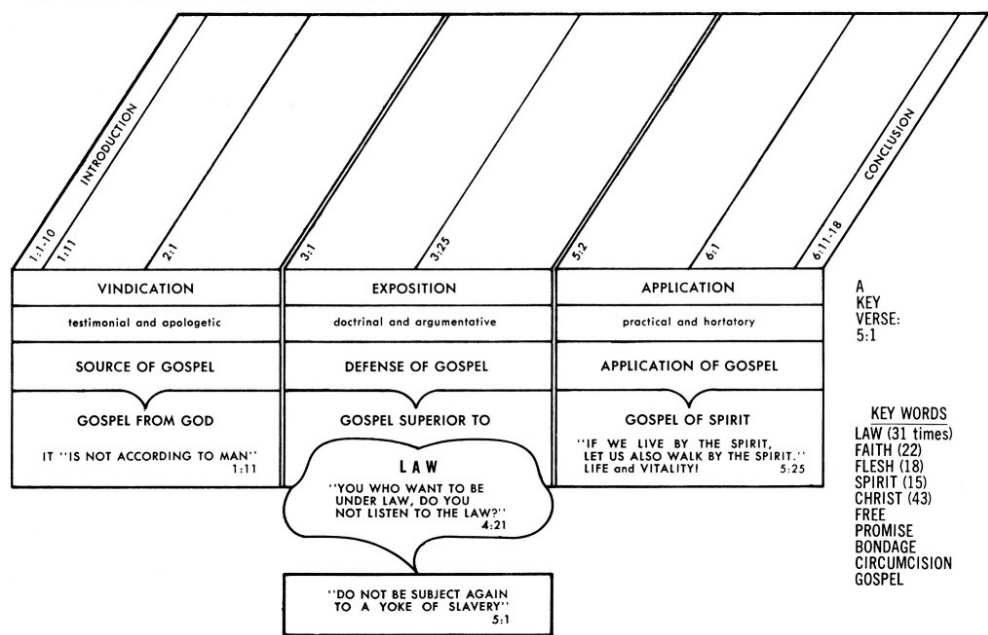 INTRODUCTION
CONCLUSION
1:1-10
1:11
2:1
3:1
3:25
5:2
6:1
6:11-18
VINDICATION
EXPOSITION
APPLICATION
testimonial and apologetic
doctrinal and argumentative
practical and hortatory
SOURCE OF GOSPEL
DEFENSE OF GOSPEL
APPLICATION OF GOSPEL
GOSPEL FROM GOD
IT "IS NOT ACCORDING TO MAN"
1:11
GOSPEL SUPERIOR TO
LAW
"YOU WHO WANT TO BE
UNDER LAW, DO YOU
NOT LISTEN TO THE LAW?"
4:21
"DO NOT BE SUBJECT AGAIN
TO A YOKE OF SLAVERY"
5:1
GOSPEL OF SPIRIT
"IF WE LIVE BY THE SPIRIT,
LET US ALSO WALK BY THE SPIRIT."
LIFE and VITALITY! 5:25
A
KEY
VERSE:
5:1
KEY WORDS
LAW (31 times)
FAITH (22)
FLESH (18)
SPIRIT (15)
CHRIST (43)
FREE
PROMISE
BONDAGE
CIRCUMCISION
GOSPEL